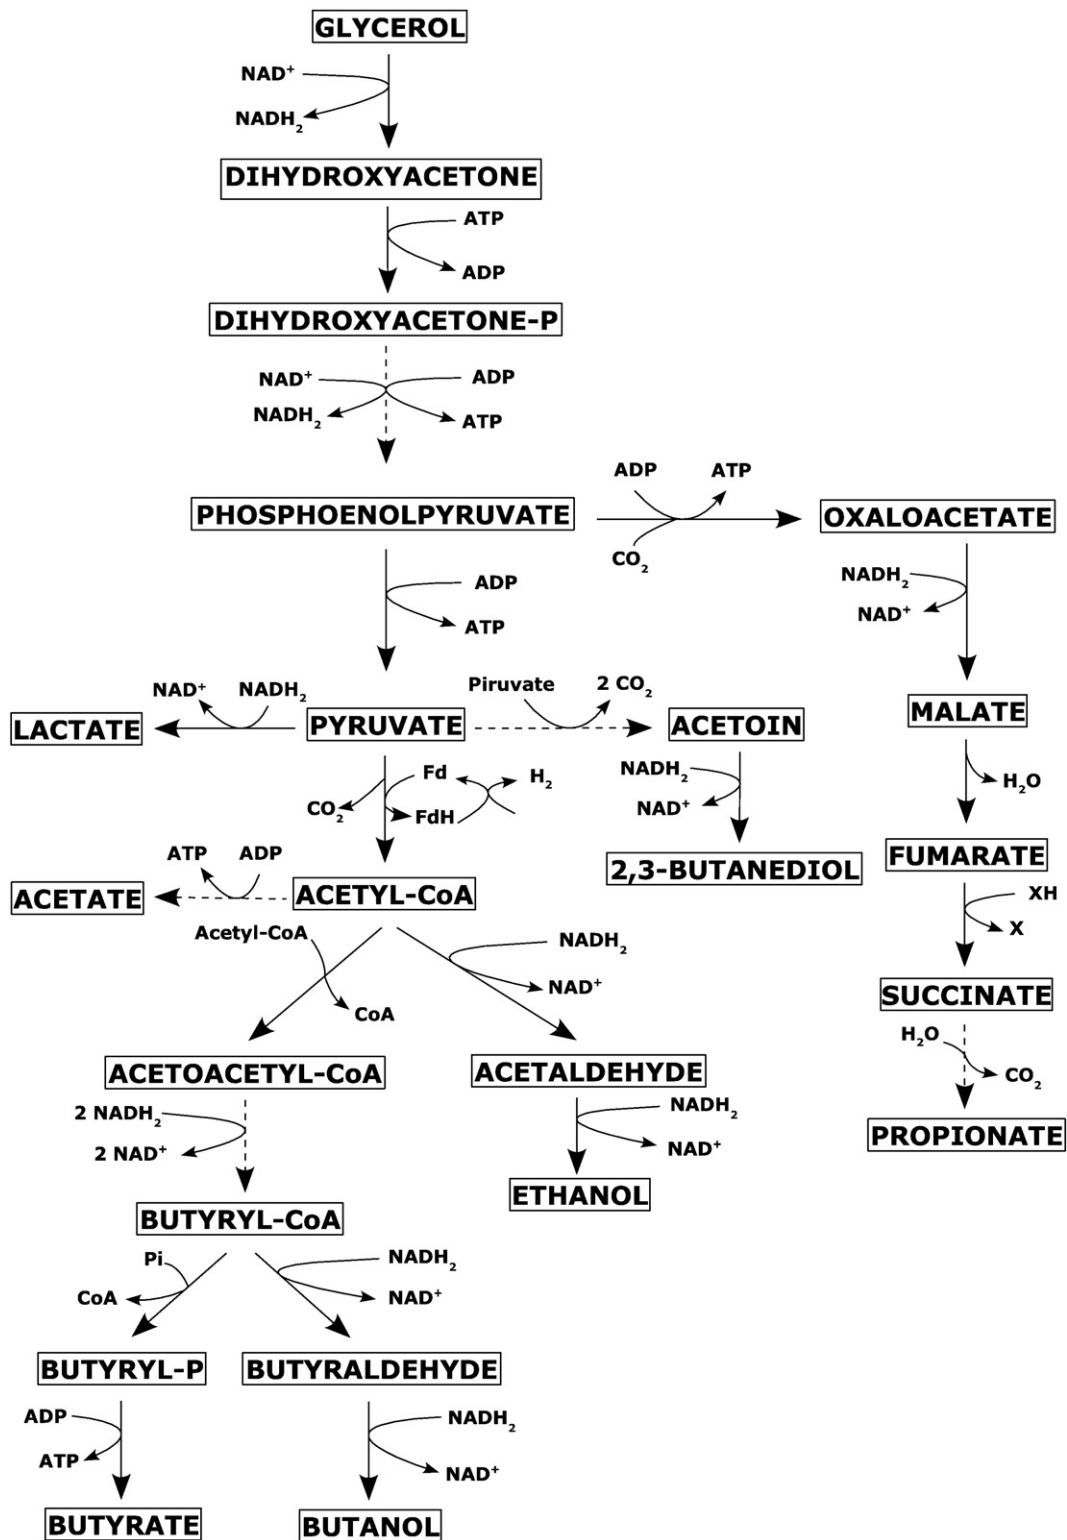 GLYCEROL
NAD⁺
NADH₂
DIHYDROXYACETONE
ATP
ADP
DIHYDROXYACETONE-P
NAD⁺ ADP
NADH₂ ATP
ADP ATP
PHOSPHOENOLPYRUVATE OXALOACETATE
CO₂
NADH₂
ADP
NAD⁺
ATP
NAD⁺ NADH₂ Piruvate 2 CO₂
LACTATE PYRUVATE ACETOIN MALATE
Fd H₂ NADH₂
H₂O
CO₂ FdH NAD⁺
ATP ADP
FUMARATE
2,3-BUTANEDIOL
ACETATE ACETYL-CoA
XH
Acetyl-CoA NADH₂ X
NAD⁺
SUCCINATE
CoA
H₂O
ACETOACETYL-CoA ACETALDEHYDE CO₂
2 NADH₂ NADH₂
2 NAD⁺ NAD⁺
PROPIONATE
ETHANOL
BUTYRYL-CoA
Pi NADH₂
CoA NAD⁺
BUTYRYL-P BUTYRALDEHYDE
ADP NADH₂
ATP NAD⁺
BUTYRATE BUTANOL